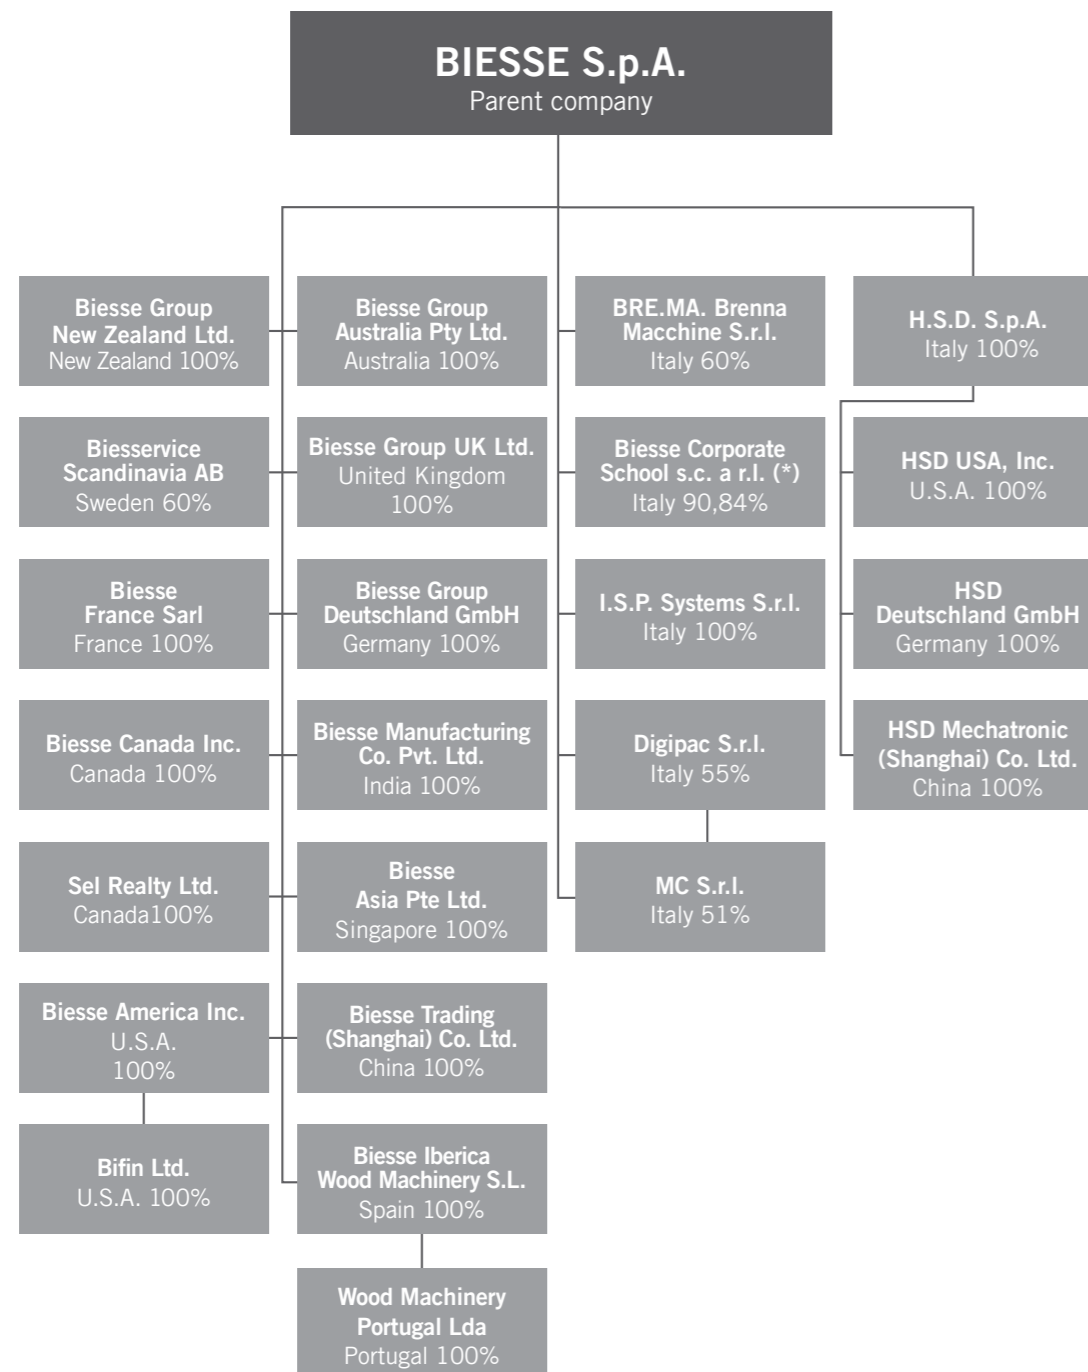 BIESSE S.p.A.
Parent company
Biesse Group
New Zealand Ltd.
New Zealand 100%
Biesse Group
Australia Pty Ltd.
Australia 100%
BRE.MA. Brenna
Macchine S.r.l.
Italy 60%
H.S.D. S.p.A.
Italy 100%
Biesservice
Scandinavia AB
Sweden 60%
Biesse Group UK Ltd.
United Kingdom
100%
Biesse Corporate
School s.c. a r.l. (*)
Italy 90,84%
HSD USA, Inc.
U.S.A. 100%
Biesse
France Sarl
France 100%
Biesse Group
Deutschland GmbH
Germany 100%
I.S.P. Systems S.r.l.
Italy 100%
HSD
Deutschland GmbH
Germany 100%
Biesse Canada Inc.
Canada 100%
Biesse Manufacturing
Co. Pvt. Ltd.
India 100%
Digipac S.r.l.
Italy 55%
HSD Mechatronic
(Shanghai) Co. Ltd.
China 100%
Sel Realty Ltd.
Canada100%
Biesse
Asia Pte Ltd.
Singapore 100%
MC S.r.l.
Italy 51%
Biesse America Inc.
U.S.A.
100%
Biesse Trading
(Shanghai) Co. Ltd.
China 100%
Bifin Ltd.
U.S.A. 100%
Biesse Iberica
Wood Machinery S.L.
Spain 100%
Wood Machinery
Portugal Lda
Portugal 100%